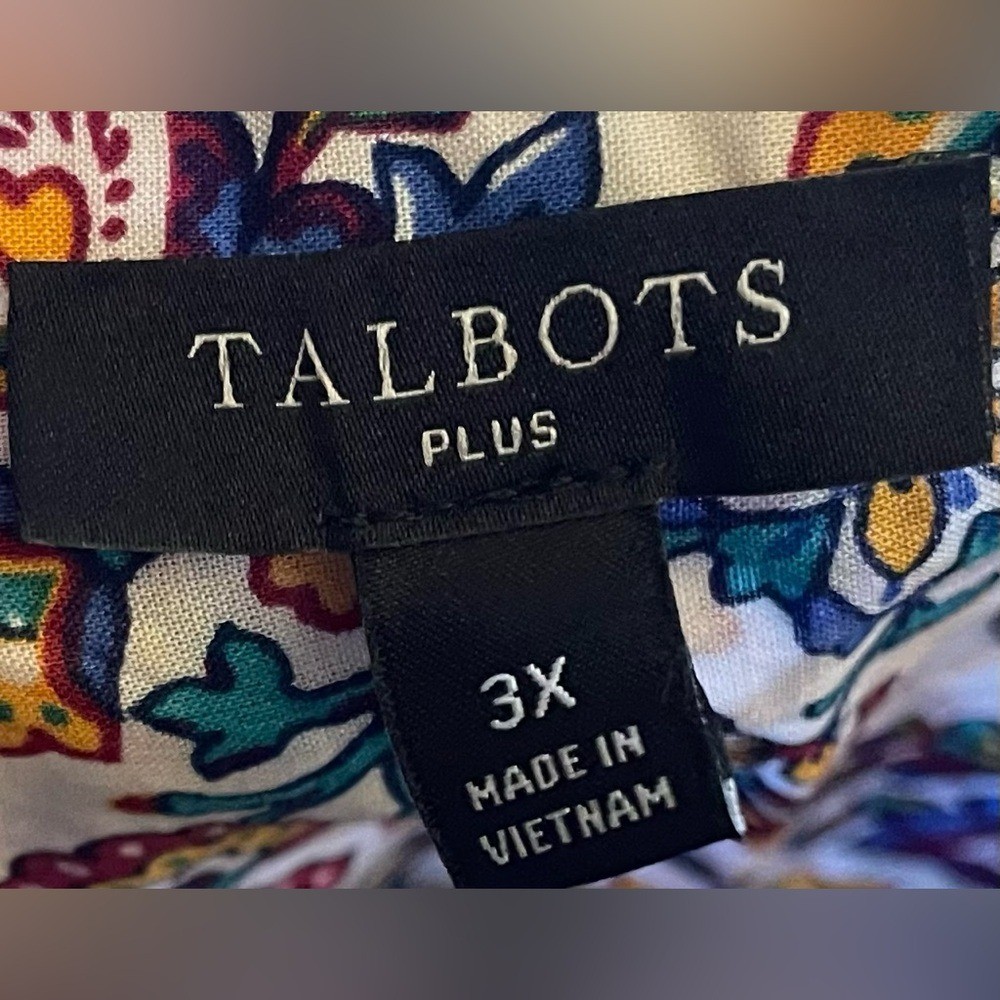 TALBOTS
PLUS
3X
MADE IN
VIETNAM